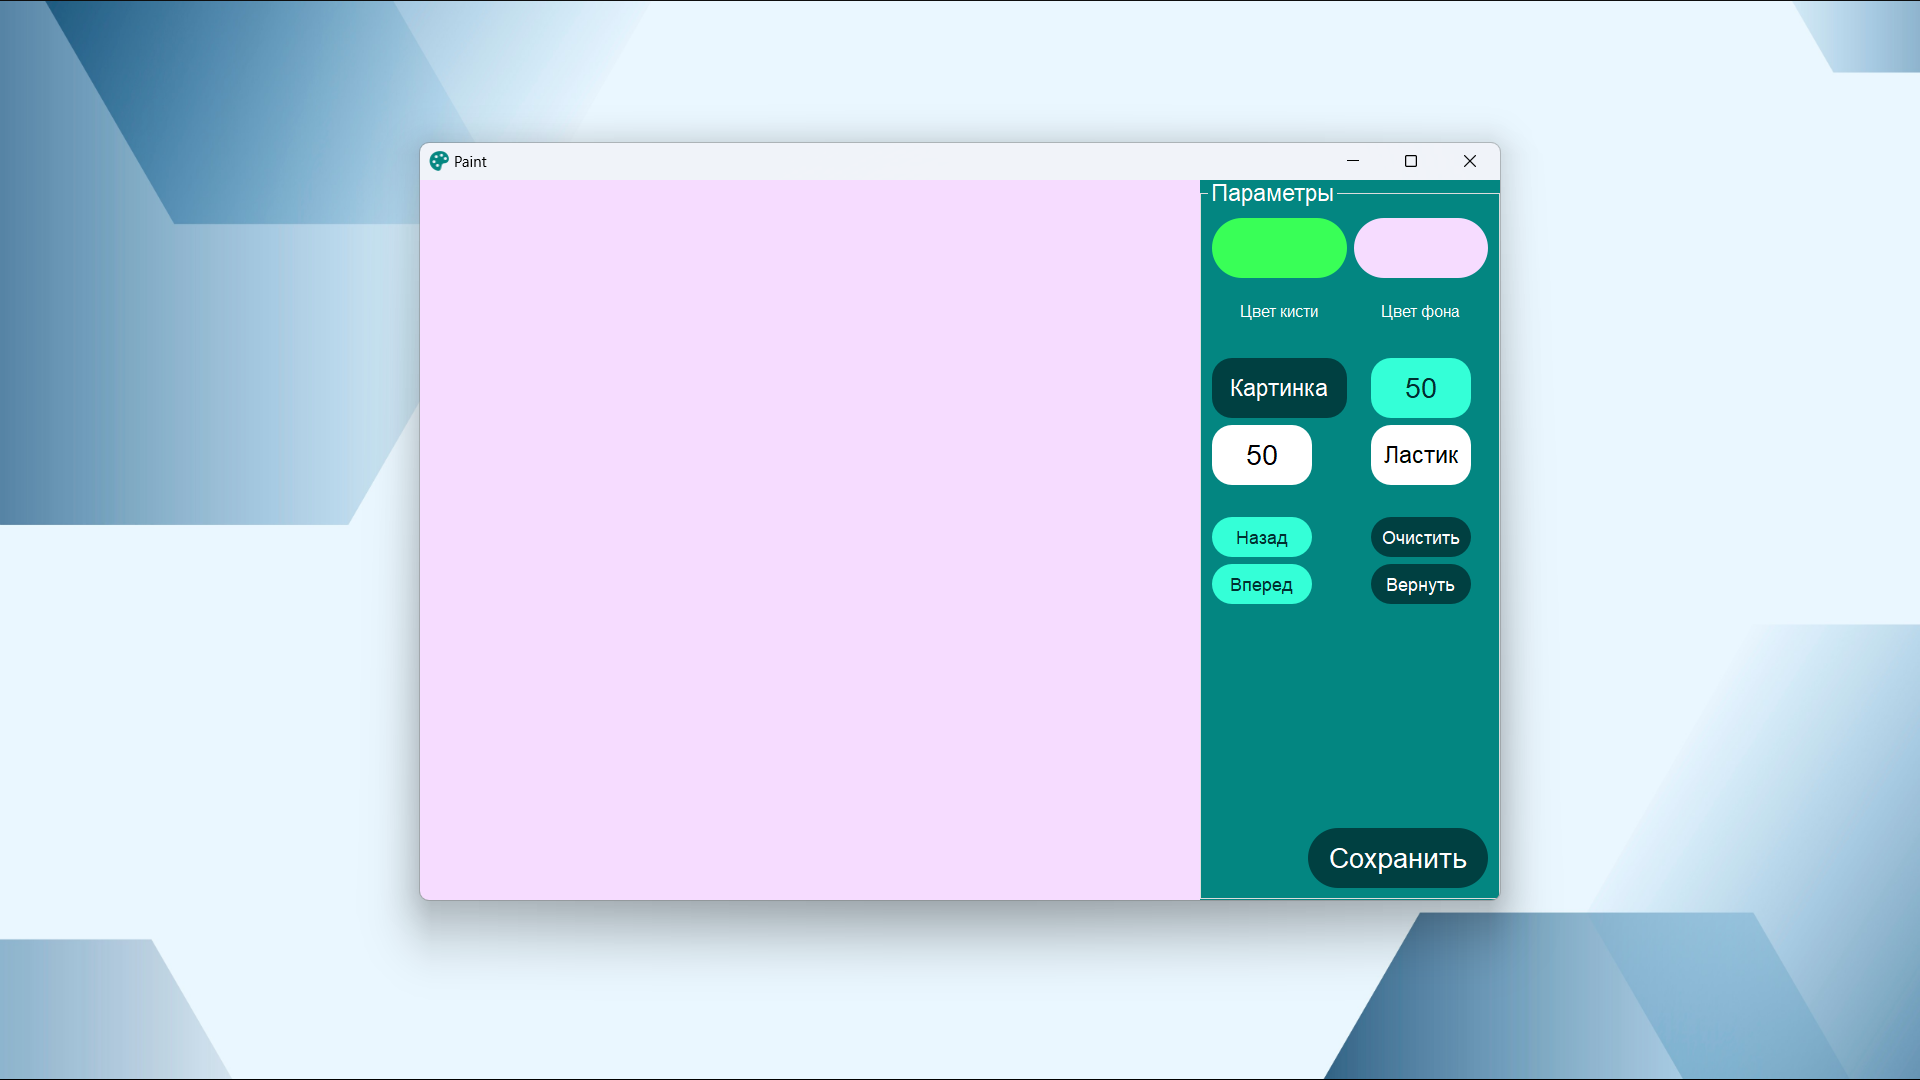 Paint
Параметры
Цвет кисти
Цвет фона
Картинка
50
50
Ластик
Назад
Очистить
Вперед
Вернуть
Сохранить